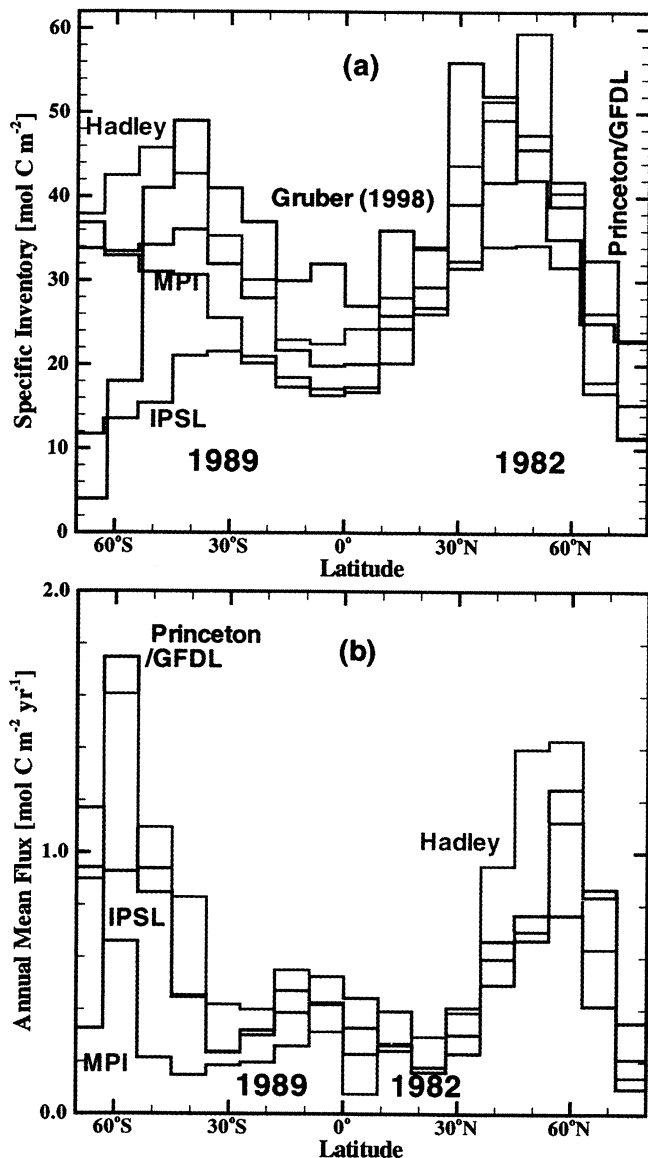 (a)
60
50
40
30
20
10
0
Specific Inventory [mol C m⁻²]
Hadley
Gruber (1998)
Princeton/GFDL
MPI
IPSL
1989
1982
60°S
30°S
0°
30°N
60°N
Latitude
(b)
2.0
1.0
0.0
Annual Mean Flux [mol C m⁻² yr⁻¹]
Princeton
/GFDL
Hadley
IPSL
MPI
1989
1982
60°S
30°S
0°
30°N
60°N
Latitude